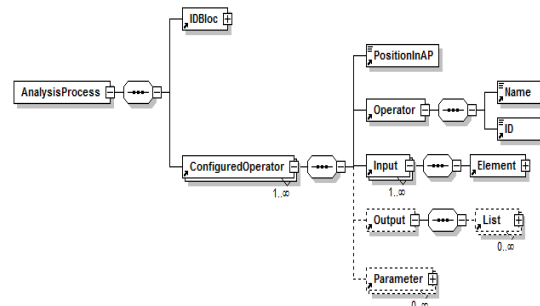 IDBloc
PositionInAP
AnalysisProcess
Operator
Name
ID
ConfiguredOperator
1..∞
Input
1..∞
Element
Output
List
0..∞
Parameter
0..∞